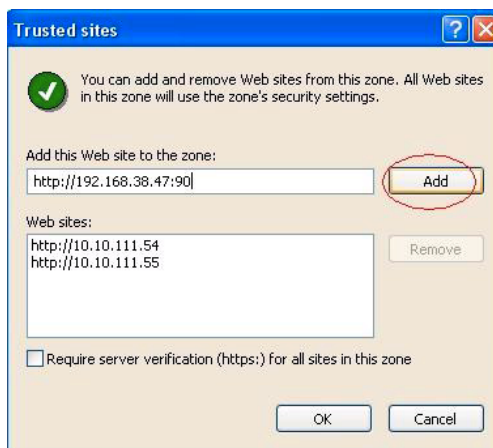 Trusted sites
You can add and remove Web sites from this zone. All Web sites
in this zone will use the zone's security settings.
Add this Web site to the zone:
http://192.168.38.47:90
Add
Web sites:
http://10.10.111.54
http://10.10.111.55
Remove
Require server verification (https:) for all sites in this zone
OK
Cancel